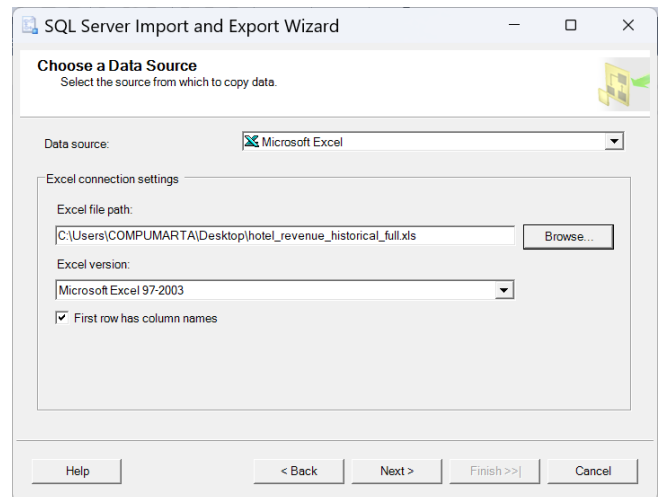 SQL Server Import and Export Wizard
Choose a Data Source
Select the source from which to copy data.
Data source:
Microsoft Excel
Excel connection settings
Excel file path:
C:\Users\COMPUMARTA\Desktop\hotel_revenue_historical_full.xls
Browse...
Excel version:
Microsoft Excel 97-2003
First row has column names
Help
< Back
Next >
Finish >>|
Cancel